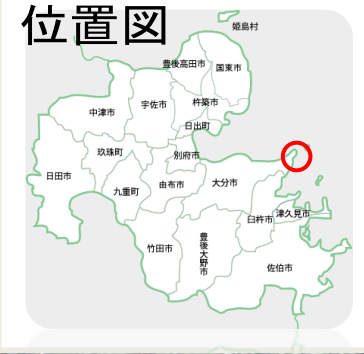 位置図
姫島村
豊後高田市
国東市
宇佐市
杵築市
中津市
日出町
玖珠町
別府市
日田市
九重町
由布市
大分市
臼杵市
津久見市
竹田市
豊後大野市
佐伯市